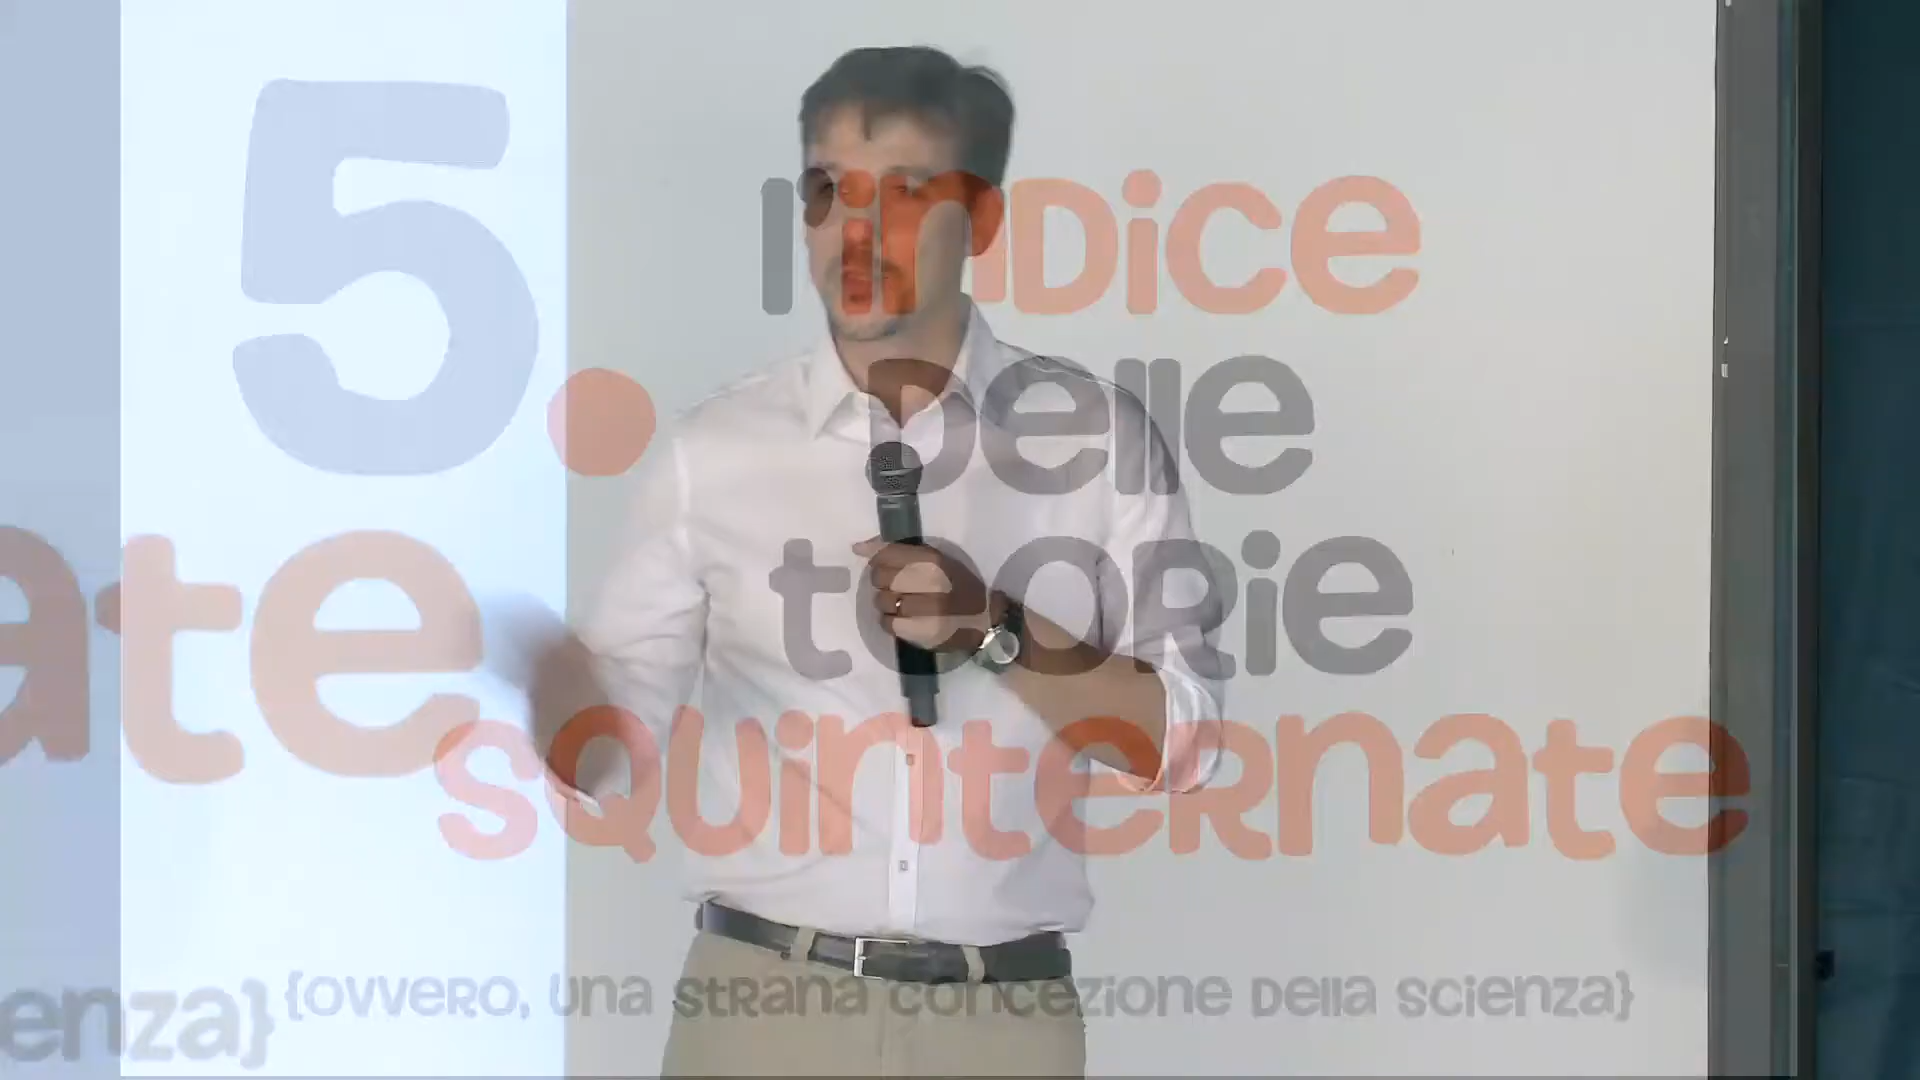 5.
l'indice
delle
teorie
squinternate
{ovvero, una strana concezione della scienza}
ate
enza}